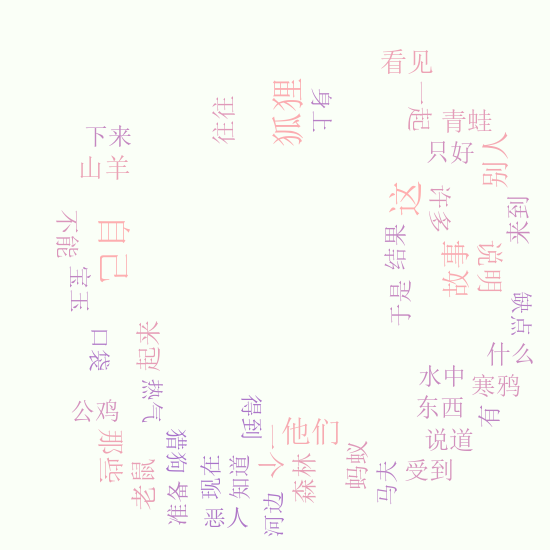 看见
一起
青蛙
狐狸
身上
往往
下来
只好
别人
山羊
这
许多
来到
自己
不能
结果
故事
说明
宝玉
于是
缺点
口袋
起来
什么
热气
水中
寒鸦
公鸡
得到
东西
有
那些
猎狗
他们
说道
老鼠
现在
知道
一个
森林
蚂蚁
马夫
受到
准备
恶人
河边